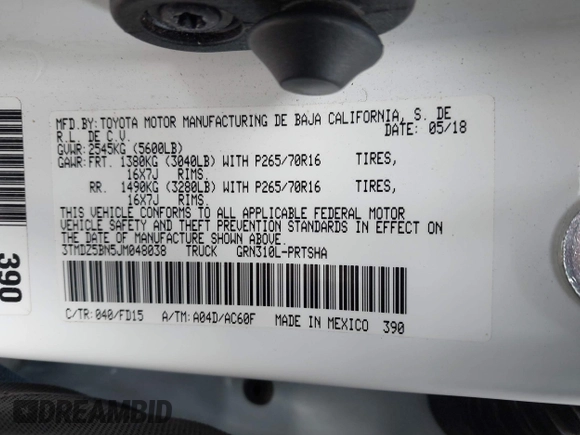 MFD.BY:TOYOTA MOTOR MANUFACTURING DE BAJA CALIFORNIA, S. DE
R.L. DE C.V. DATE: 05/18
GVWR:2545KG (5600LB)
GAWR:FRT. 1380KG (3040LB) WITH P265/70R16 TIRES,
16X7J RIMS.
RR. 1490KG (3280LB) WITH P265/70R16 TIRES,
16X7J RIMS.
THIS VEHICLE CONFORMS TO ALL APPLICABLE FEDERAL MOTOR
VEHICLE SAFETY AND THEFT PREVENTION STANDARDS IN EFFECT ON
THE DATE OF MANUFACTURE SHOWN ABOVE.
3TMDZ5BN5JM048038 TRUCK GRN310L-PRTSHA
C/TR:040/FD15 A/TM:A04D/AC60F MADE IN MEXICO 390
390
DREAMBID